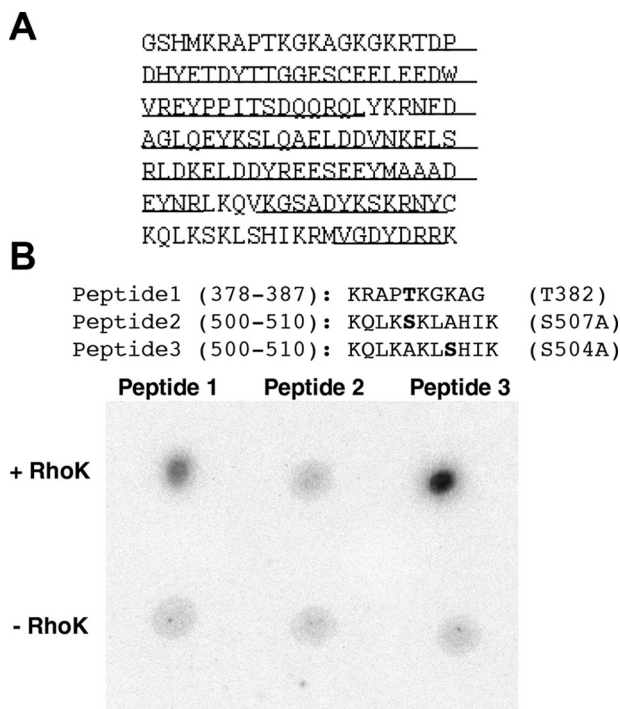 A
GSHMKRAPTKGKAGKGKRTDP
DHYETDYTTGGESCEELEEDW
VREYPPITSDQQRQLYKRNFD
AGLQEYKSLQAELDDVNKELS
RLDKELDDYREESEEYMAAAD
EYNRLKQVKGSADYKSKRNYC
KQLKSKLSHIKRMVGDYDRRK
B
Peptide1 (378-387): KRAPTKGKAG (T382)
Peptide2 (500-510): KQLKSKLAHIK (S507A)
Peptide3 (500-510): KQLKAKLSHIK (S504A)
Peptide 1 Peptide 2 Peptide 3
+ RhoK
- RhoK